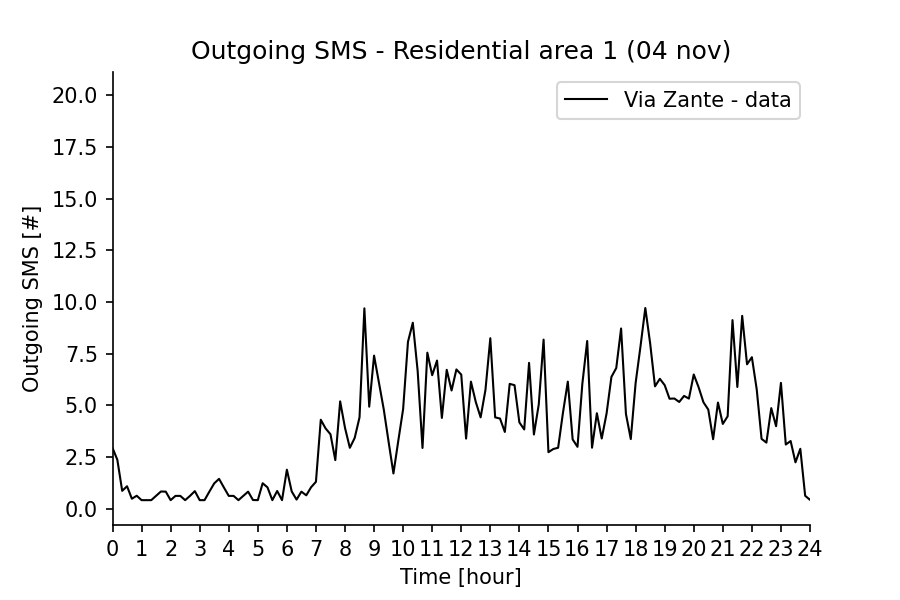 Outgoing SMS - Residential area 1 (04 nov)
Via Zante - data
20.0
17.5
15.0
12.5
10.0
7.5
5.0
2.5
0.0
Outgoing SMS [#]
0 1 2 3 4 5 6 7 8 9 10 11 12 13 14 15 16 17 18 19 20 21 22 23 24
Time [hour]